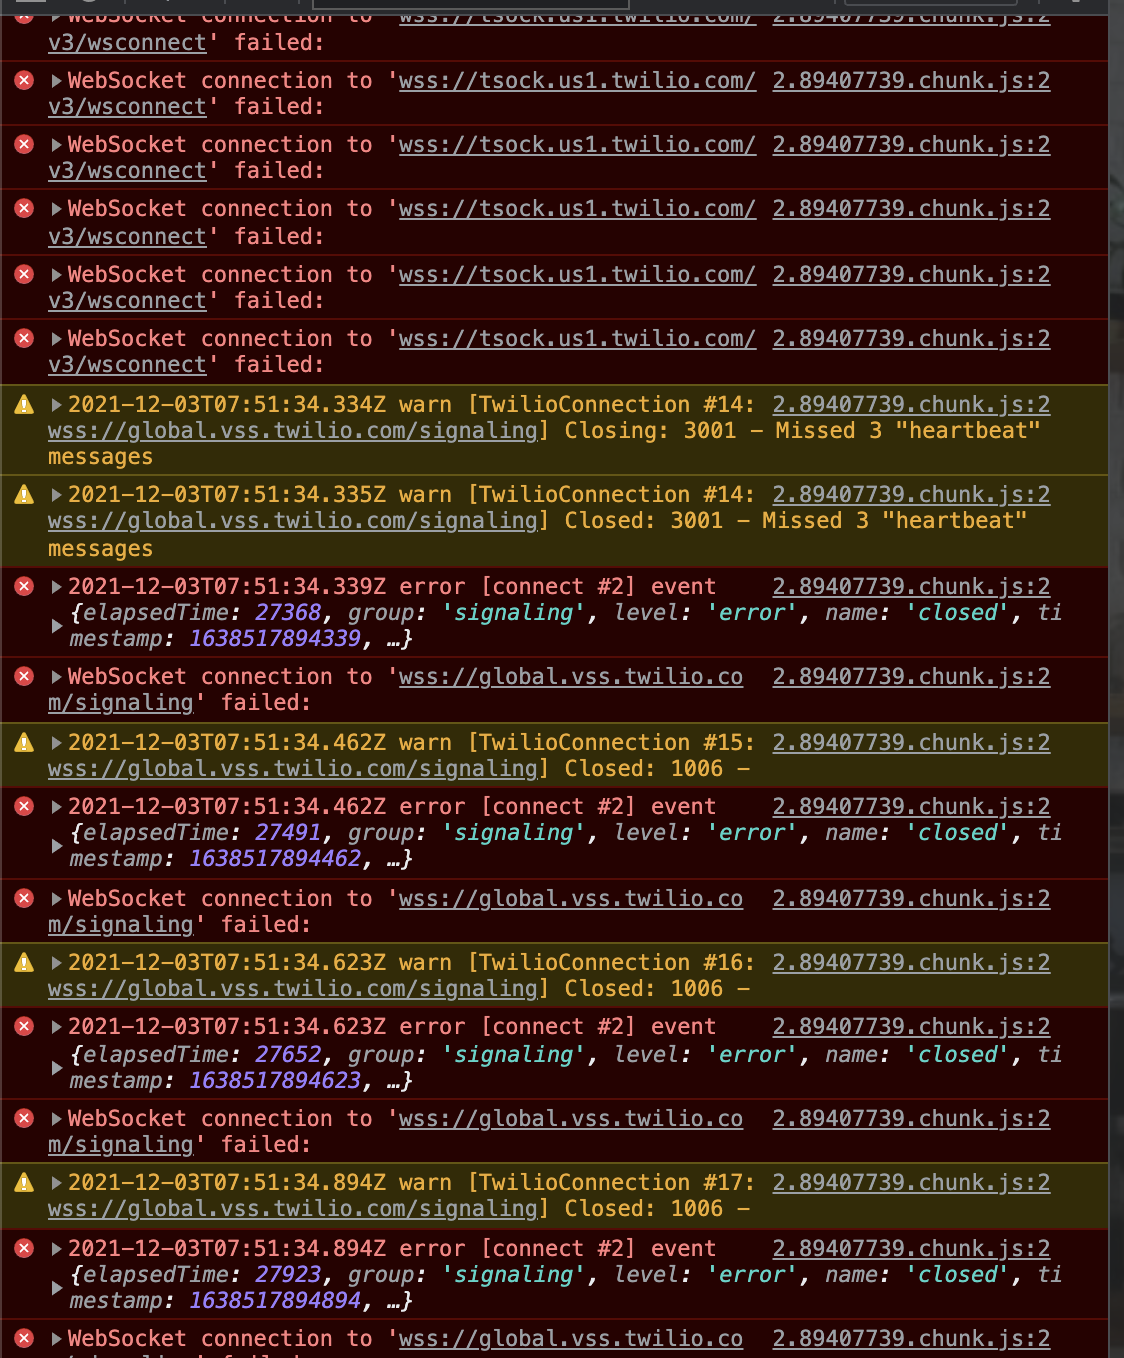 WebSocket connection to 'wss://tsock.us1.twilio.com/ 2.89407739.chunk.js:2
v3/wsconnect' failed:
WebSocket connection to 'wss://tsock.us1.twilio.com/ 2.89407739.chunk.js:2
v3/wsconnect' failed:
WebSocket connection to 'wss://tsock.us1.twilio.com/ 2.89407739.chunk.js:2
v3/wsconnect' failed:
WebSocket connection to 'wss://tsock.us1.twilio.com/ 2.89407739.chunk.js:2
v3/wsconnect' failed:
WebSocket connection to 'wss://tsock.us1.twilio.com/ 2.89407739.chunk.js:2
v3/wsconnect' failed:
WebSocket connection to 'wss://tsock.us1.twilio.com/ 2.89407739.chunk.js:2
v3/wsconnect' failed:
2021-12-03T07:51:34.334Z warn [TwilioConnection #14: 2.89407739.chunk.js:2
wss://global.vss.twilio.com/signaling] Closing: 3001 - Missed 3 "heartbeat"
messages
2021-12-03T07:51:34.335Z warn [TwilioConnection #14: 2.89407739.chunk.js:2
wss://global.vss.twilio.com/signaling] Closed: 3001 - Missed 3 "heartbeat"
messages
2021-12-03T07:51:34.339Z error [connect #2] event 2.89407739.chunk.js:2
{elapsedTime: 27368, group: 'signaling', level: 'error', name: 'closed', ti
mestamp: 1638517894339, …}
WebSocket connection to 'wss://global.vss.twilio.co 2.89407739.chunk.js:2
m/signaling' failed:
2021-12-03T07:51:34.462Z warn [TwilioConnection #15: 2.89407739.chunk.js:2
wss://global.vss.twilio.com/signaling] Closed: 1006 -
2021-12-03T07:51:34.462Z error [connect #2] event 2.89407739.chunk.js:2
{elapsedTime: 27491, group: 'signaling', level: 'error', name: 'closed', ti
mestamp: 1638517894462, …}
WebSocket connection to 'wss://global.vss.twilio.co 2.89407739.chunk.js:2
m/signaling' failed:
2021-12-03T07:51:34.623Z warn [TwilioConnection #16: 2.89407739.chunk.js:2
wss://global.vss.twilio.com/signaling] Closed: 1006 -
2021-12-03T07:51:34.623Z error [connect #2] event 2.89407739.chunk.js:2
{elapsedTime: 27652, group: 'signaling', level: 'error', name: 'closed', ti
mestamp: 1638517894623, …}
WebSocket connection to 'wss://global.vss.twilio.co 2.89407739.chunk.js:2
m/signaling' failed:
2021-12-03T07:51:34.894Z warn [TwilioConnection #17: 2.89407739.chunk.js:2
wss://global.vss.twilio.com/signaling] Closed: 1006 -
2021-12-03T07:51:34.894Z error [connect #2] event 2.89407739.chunk.js:2
{elapsedTime: 27923, group: 'signaling', level: 'error', name: 'closed', ti
mestamp: 1638517894894, …}
WebSocket connection to 'wss://global.vss.twilio.co 2.89407739.chunk.js:2